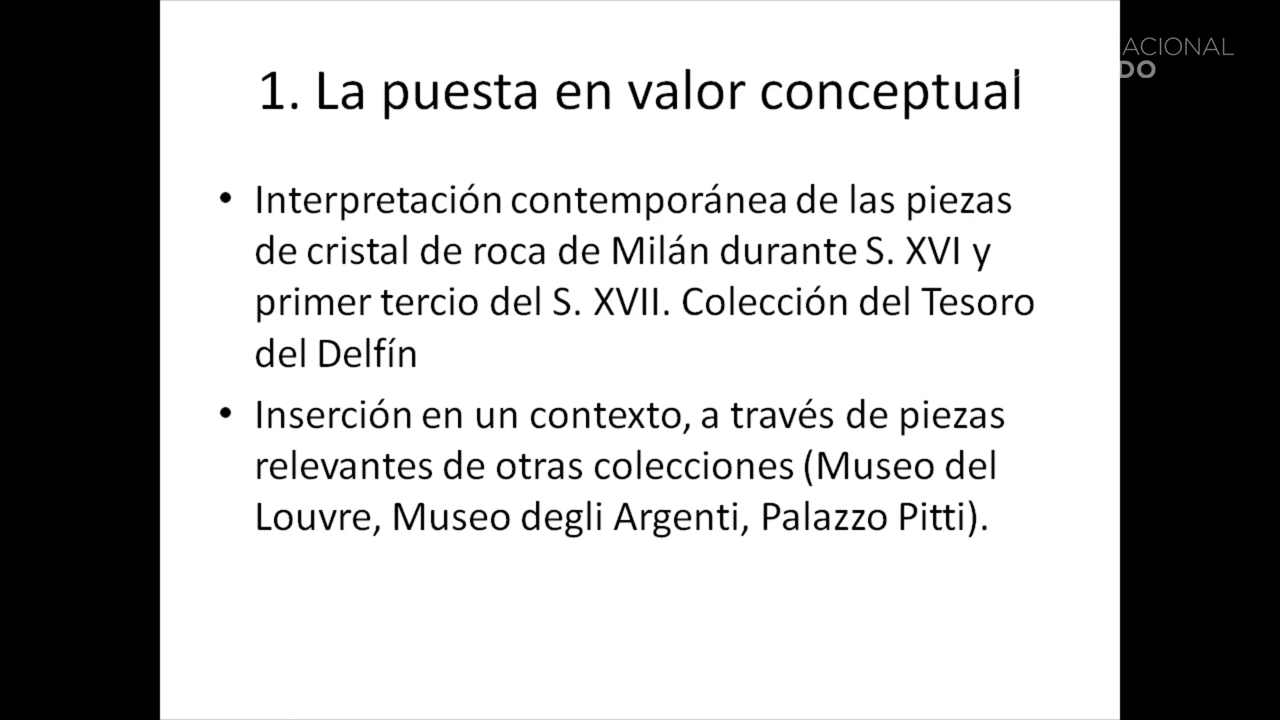 ACIONAL
DO
1. La puesta en valor conceptual
• Interpretación contemporánea de las piezas
de cristal de roca de Milán durante S. XVI y
primer tercio del S. XVII. Colección del Tesoro
del Delfín
• Inserción en un contexto, a través de piezas
relevantes de otras colecciones (Museo del
Louvre, Museo degli Argenti, Palazzo Pitti).